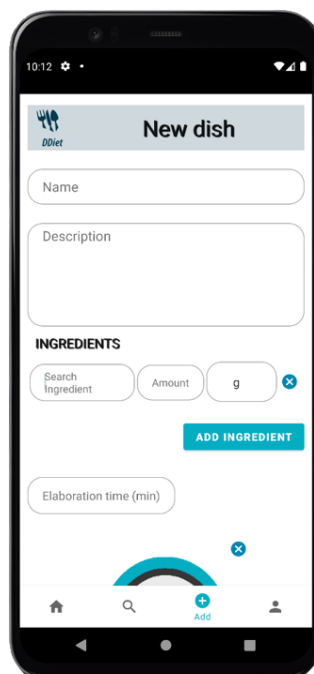 10:12
DDiet
New dish
Name
Description
INGREDIENTS
Search
Ingredient
Amount
g
ADD INGREDIENT
Elaboration time (min)
Add